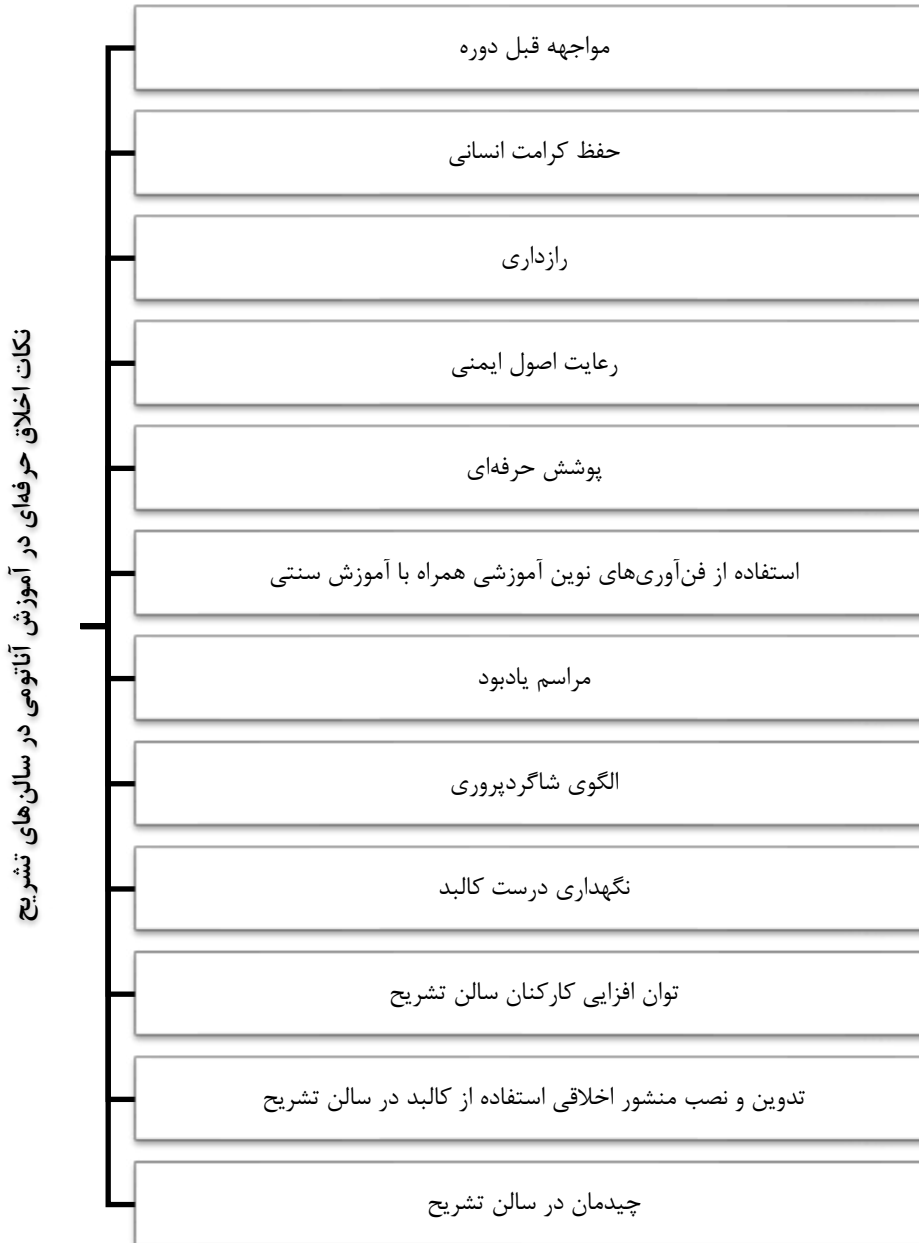 نکات اخلاق حرفه‌ای در آموزش آناتومی در سالن‌های تشریح
مواجهه قبل دوره
حفظ کرامت انسانی
رازداری
رعایت اصول ایمنی
پوشش حرفه‌ای
استفاده از فن‌آوری‌های نوین آموزشی همراه با آموزش سنتی
مراسم یادبود
الگوی شاگردپروری
نگهداری درست کالبد
توان افزایی کارکنان سالن تشریح
تدوین و نصب منشور اخلاقی استفاده از کالبد در سالن تشریح
چیدمان در سالن تشریح